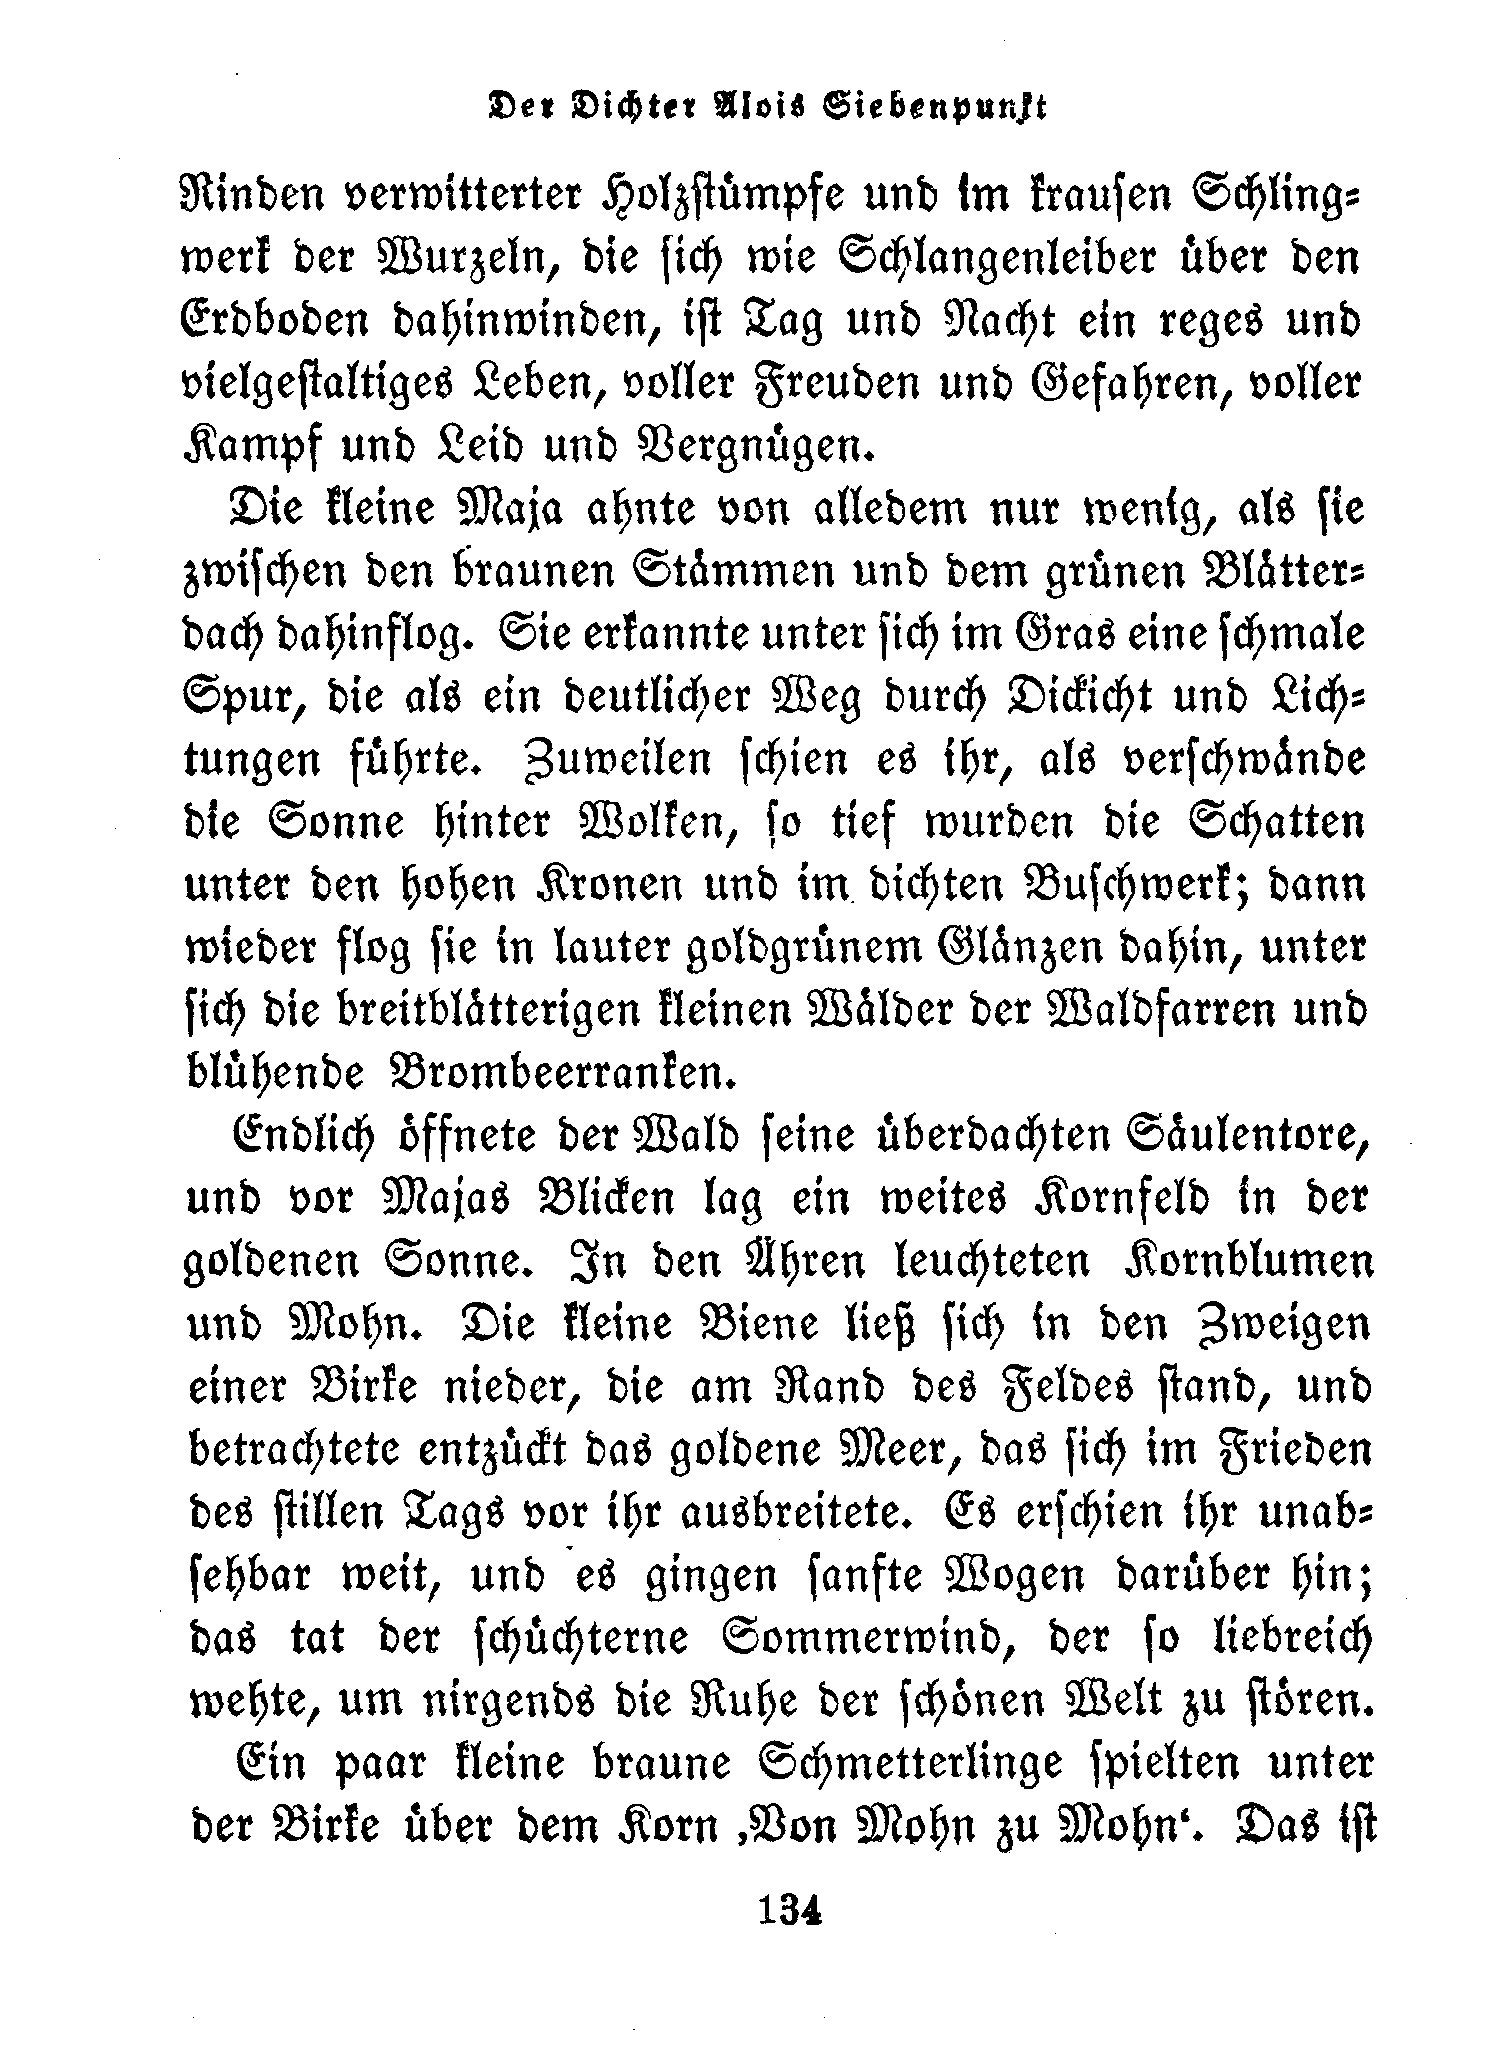 Der Dichter Alois Siebenpunkt
Rinden verwitterter Holzstümpfe und im krausen Schling-
werk der Wurzeln, die sich wie Schlangenleiber über den
Erdboden dahinwinden, ist Tag und Nacht ein reges und
vielgestaltiges Leben, voller Freuden und Gefahren, voller
Kampf und Leid und Vergnügen.
Die kleine Maja ahnte von alledem nur wenig, als sie
zwischen den braunen Stämmen und dem grünen Blätter-
dach dahinflog. Sie erkannte unter sich im Gras eine schmale
Spur, die als ein deutlicher Weg durch Dickicht und Lich-
tungen führte. Zuweilen schien es ihr, als verschwände
die Sonne hinter Wolken, so tief wurden die Schatten
unter den hohen Kronen und im dichten Buschwerk; dann
wieder flog sie in lauter goldgrünem Glänzen dahin, unter
sich die breitblätterigen kleinen Wälder der Waldfarren und
blühende Brombeerranken.
Endlich öffnete der Wald seine überdachten Säulentore,
und vor Majas Blicken lag ein weites Kornfeld in der
goldenen Sonne. In den Ähren leuchteten Kornblumen
und Mohn. Die kleine Biene ließ sich in den Zweigen
einer Birke nieder, die am Rand des Feldes stand, und
betrachtete entzückt das goldene Meer, das sich im Frieden
des stillen Tags vor ihr ausbreitete. Es erschien ihr unab-
sehbar weit, und es gingen sanfte Wogen darüber hin;
das tat der schüchterne Sommerwind, der so liebreich
wehte, um nirgends die Ruhe der schönen Welt zu stören.
Ein paar kleine braune Schmetterlinge spielten unter
der Birke über dem Korn ‚Von Mohn zu Mohn‘. Das ist
134